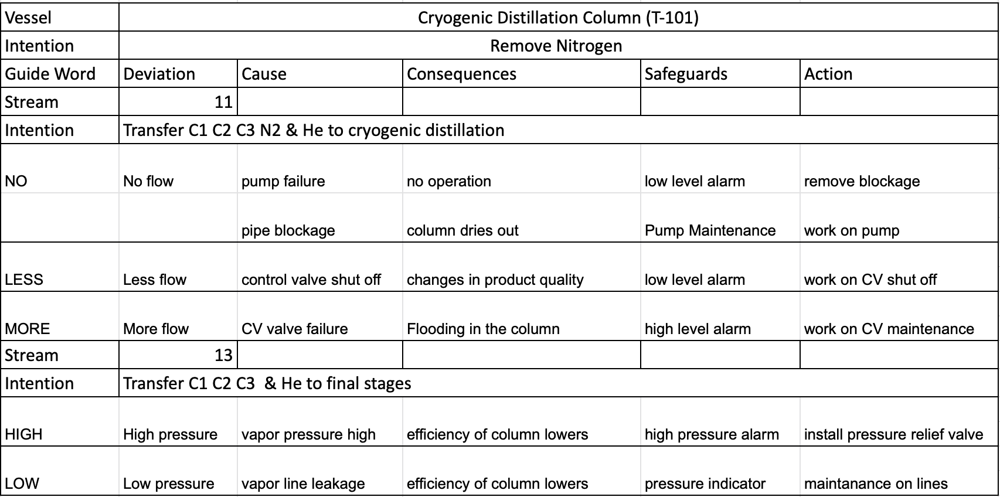 Vessel Cryogenic Distillation Column (T-101)
Intention Remove Nitrogen
Guide Word Deviation Cause Consequences Safeguards Action
Stream 11
Intention Transfer C1 C2 C3 N2 & He to cryogenic distillation
NO No flow pump failure no operation low level alarm remove blockage
pipe blockage column dries out Pump Maintenance work on pump
LESS Less flow control valve shut off changes in product quality low level alarm work on CV shut off
MORE More flow CV valve failure Flooding in the column high level alarm work on CV maintenance
Stream 13
Intention Transfer C1 C2 C3  & He to final stages
HIGH High pressure vapor pressure high efficiency of column lowers high pressure alarm install pressure relief valve
LOW Low pressure vapor line leakage efficiency of column lowers pressure indicator maintanance on lines